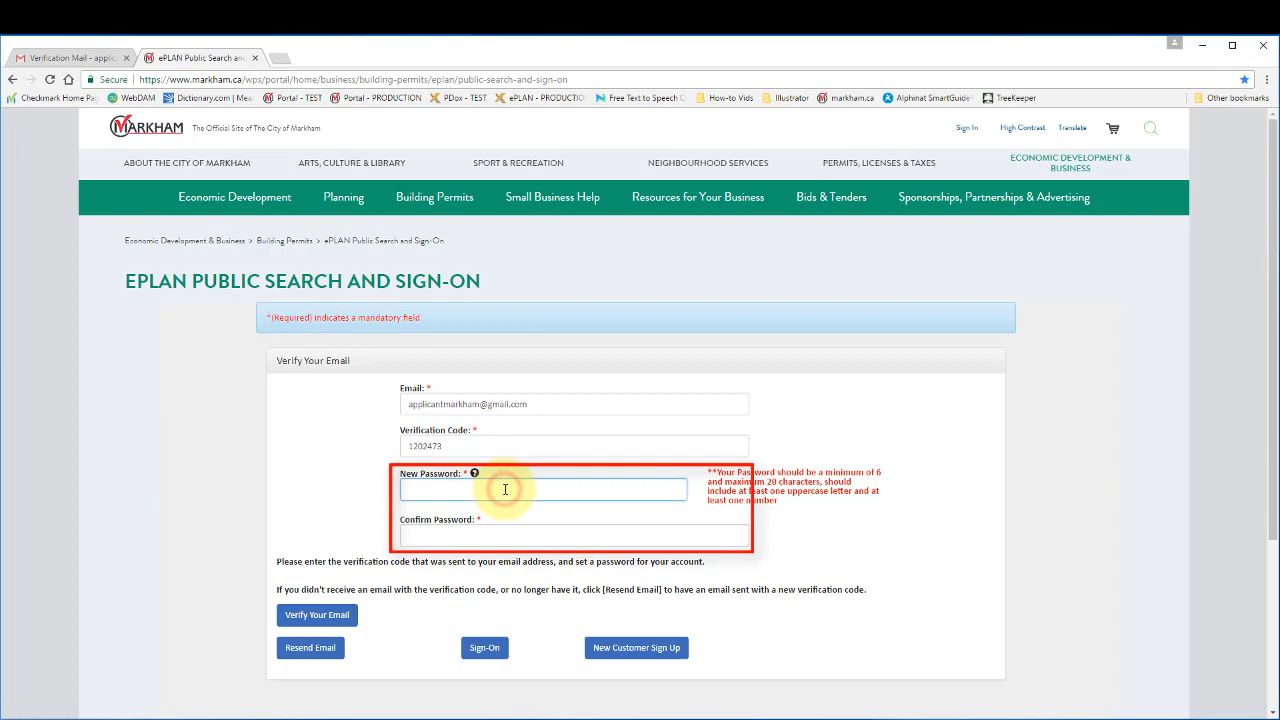 Verification Mail - applic
ePLAN Public Search and
Secure
https://www.markham.ca/wps/portal/home/business/building-permits/eplan/public-search-and-sign-on
Checkmark Home Pag
WebDAM
Dictionary.com | Mea
Portal - TEST
Portal - PRODUCTION
PDox - TEST
ePLAN - PRODUCTIO
Free Text to Speech O
How-to Vids
Illustrator
markham.ca
Alphinat SmartGuide
TreeKeeper
Other bookmarks
MARKHAM
The Official Site of The City of Markham
Sign In
High Contrast
Translate
ABOUT THE CITY OF MARKHAM
ARTS, CULTURE & LIBRARY
SPORT & RECREATION
NEIGHBOURHOOD SERVICES
PERMITS, LICENSES & TAXES
ECONOMIC DEVELOPMENT &
BUSINESS
Economic Development
Planning
Building Permits
Small Business Help
Resources for Your Business
Bids & Tenders
Sponsorships, Partnerships & Advertising
Economic Development & Business › Building Permits › ePLAN Public Search and Sign-On
EPLAN PUBLIC SEARCH AND SIGN-ON
*(Required) indicates a mandatory field
Verify Your Email
Email: *
applicantmarkham@gmail.com
Verification Code: *
1202473
New Password: * ?
**Your Password should be a minimum of 6
and maximum 20 characters, should
include at least one uppercase letter and at
least one number
Confirm Password: *
Please enter the verification code that was sent to your email address, and set a password for your account.
If you didn't receive an email with the verification code, or no longer have it, click [Resend Email] to have an email sent with a new verification code.
Verify Your Email
Resend Email
Sign-On
New Customer Sign Up